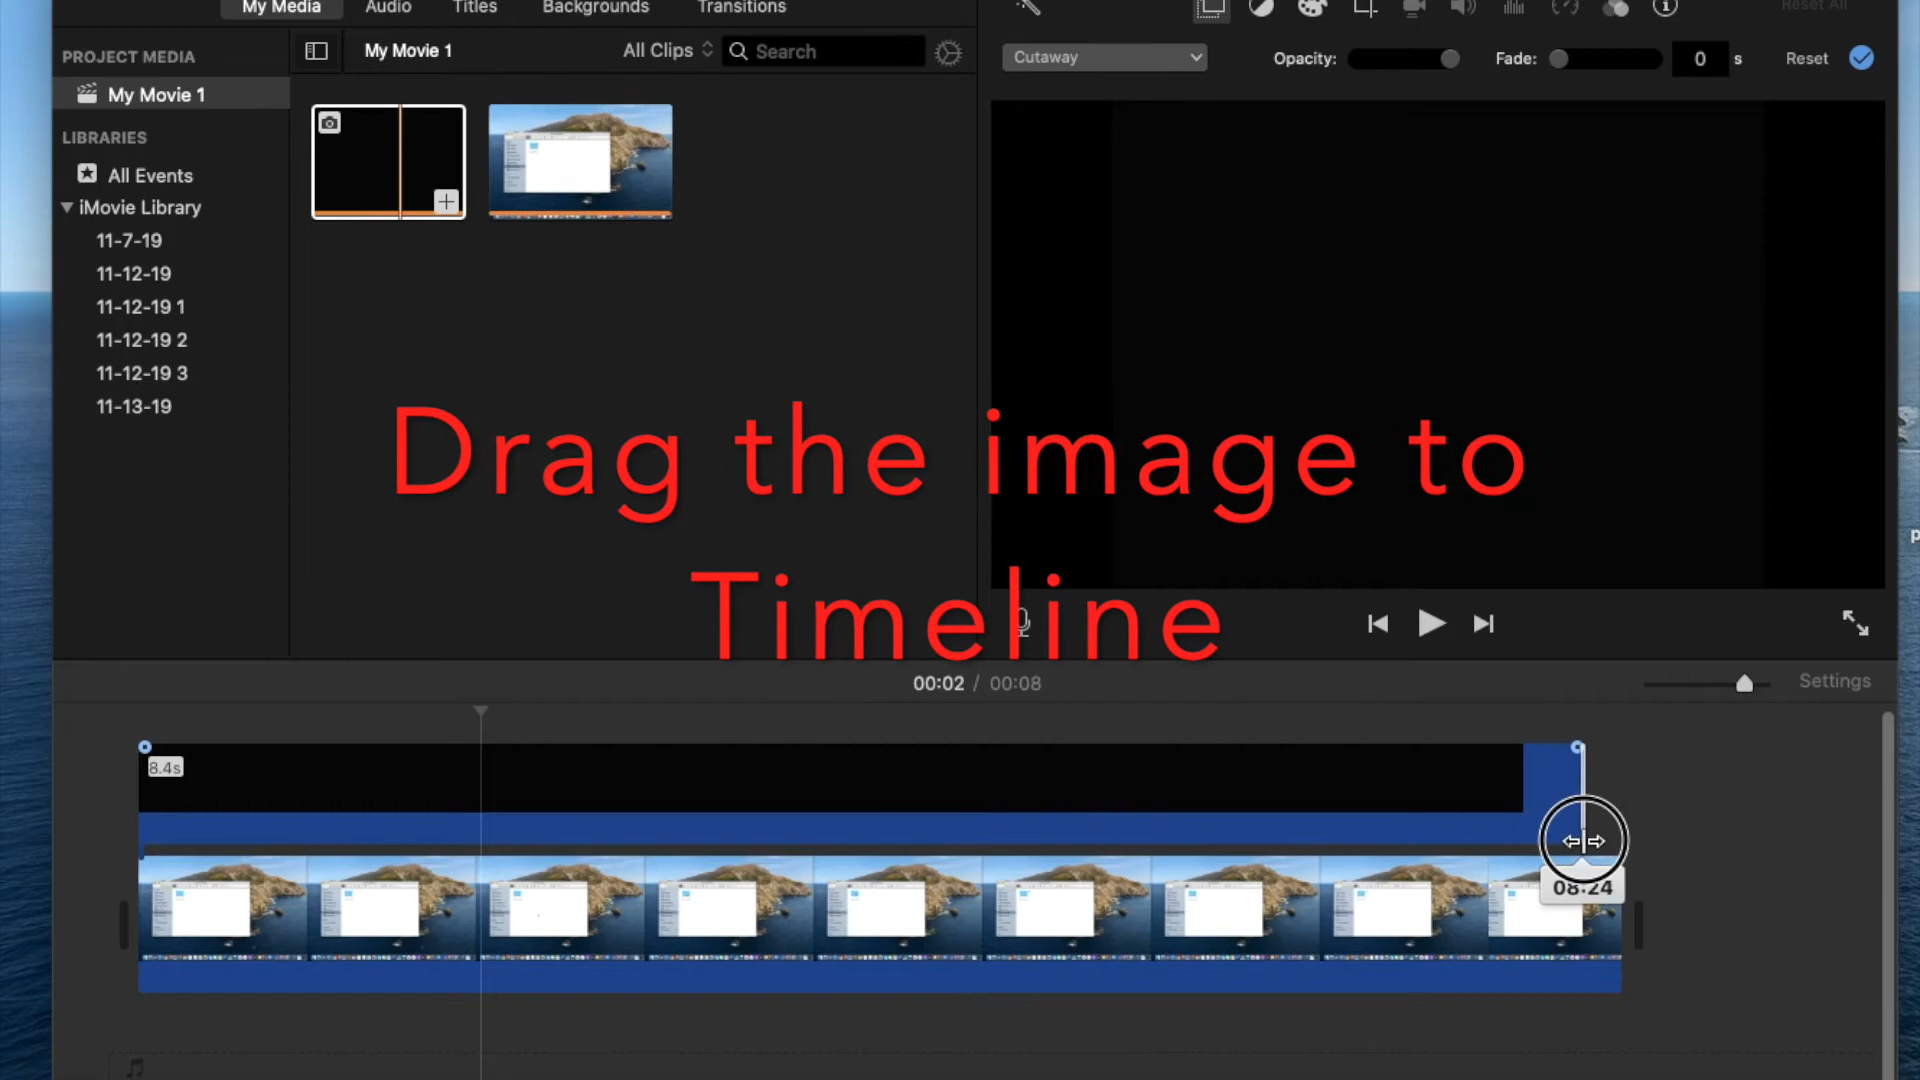 My Media Audio Titles Backgrounds Transitions
Reset All
PROJECT MEDIA
My Movie 1
LIBRARIES
All Events
iMovie Library
11-7-19
11-12-19
11-12-19 1
11-12-19 2
11-12-19 3
11-13-19
My Movie 1 All Clips Search
Cutaway Opacity: Fade: 0 s Reset
Drag the image to
Timeline
00:02 / 00:08
Settings
8.4s
08:24
p